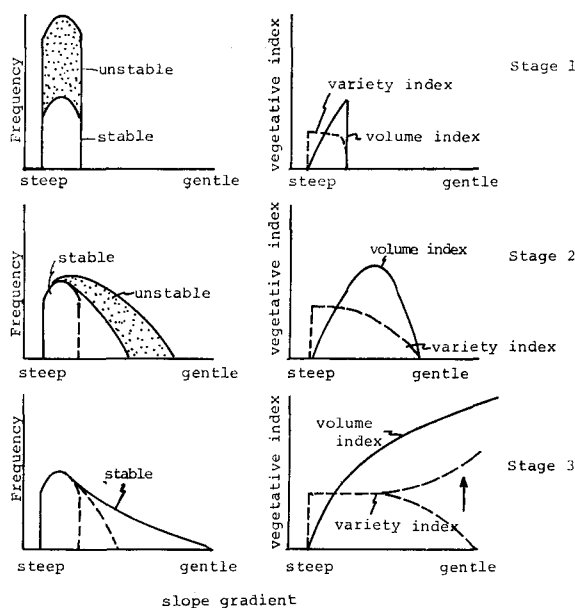 Frequency
unstable
stable
steep
gentle
vegetative index
variety index
volume index
steep
gentle
Stage 1
Frequency
stable
unstable
steep
gentle
vegetative index
volume index
variety index
steep
gentle
Stage 2
Frequency
stable
steep
gentle
vegetative index
volume
index
variety index
steep
gentle
Stage 3
slope gradient